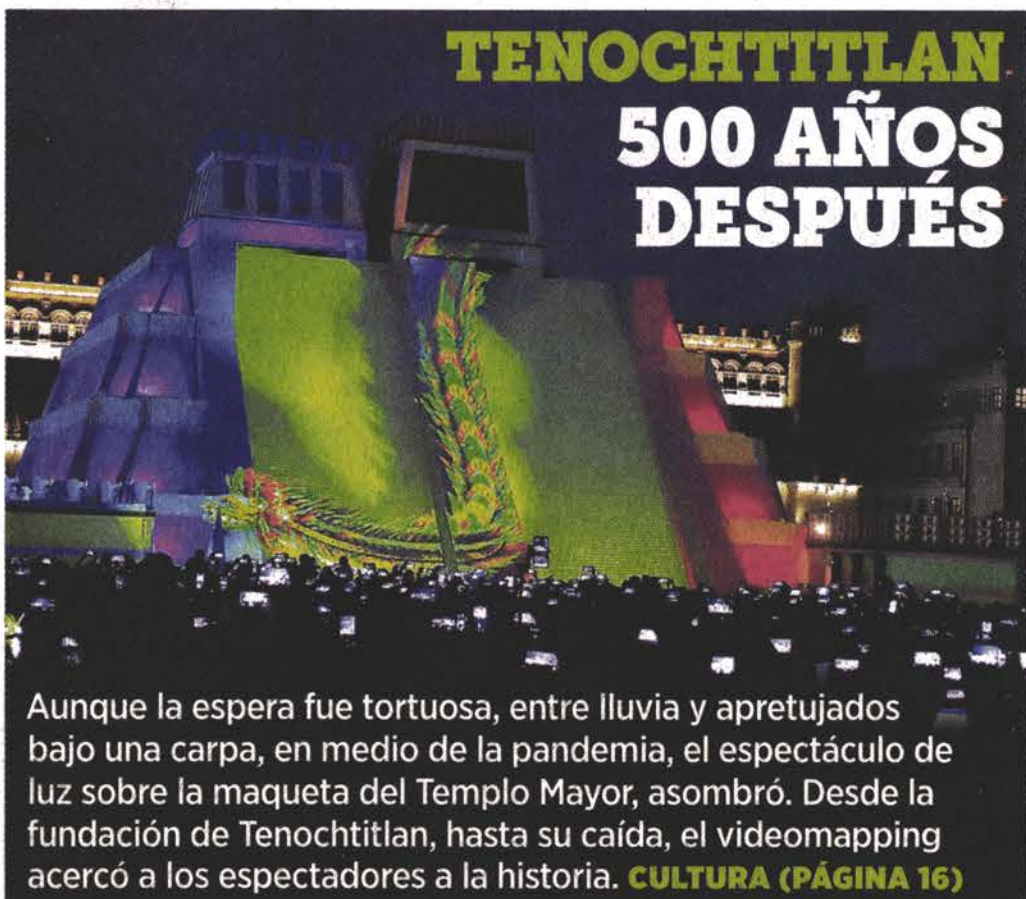 TENOCHTITLAN
500 AÑOS
DESPUÉS
Aunque la espera fue tortuosa, entre lluvia y apretujados
bajo una carpa, en medio de la pandemia, el espectáculo de
luz sobre la maqueta del Templo Mayor, asombró. Desde la
fundación de Tenochtitlan, hasta su caída, el videomapping
acercó a los espectadores a la historia. CULTURA (PÁGINA 16)